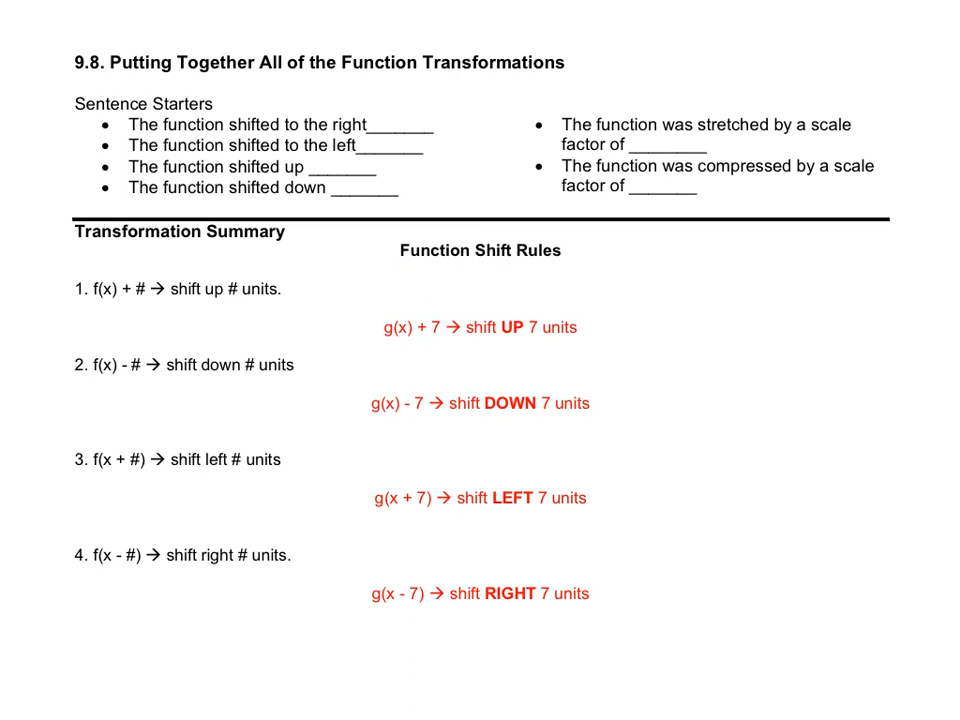 9.8. Putting Together All of the Function Transformations
Sentence Starters
• The function shifted to the right_______
• The function shifted to the left_______
• The function shifted up _______
• The function shifted down _______
• The function was stretched by a scale
factor of ________
• The function was compressed by a scale
factor of _______
Transformation Summary
Function Shift Rules
1. f(x) + # → shift up # units.
g(x) + 7 → shift UP 7 units
2. f(x) - # → shift down # units
g(x) - 7 → shift DOWN 7 units
3. f(x + #) → shift left # units
g(x + 7) → shift LEFT 7 units
4. f(x - #) → shift right # units.
g(x - 7) → shift RIGHT 7 units